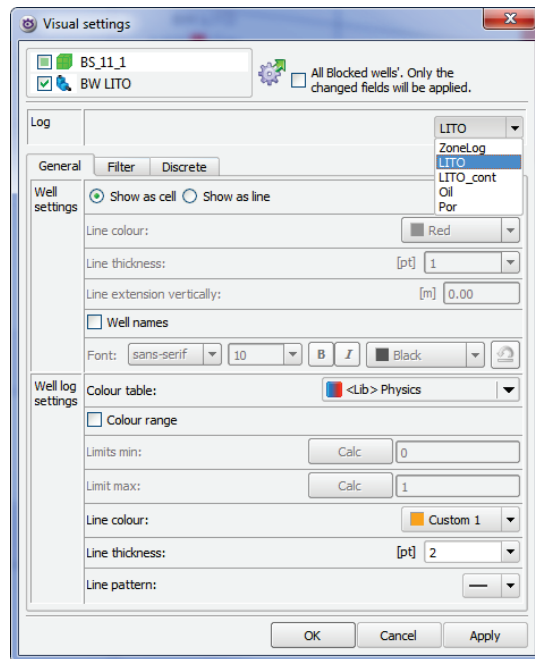 Visual settings
BS_11_1
BW LITO
All Blocked wells'. Only the
changed fields will be applied.
Log
LITO
ZoneLog
LITO
LITO_cont
Oil
Por
General Filter Discrete
Well
settings
Show as cell Show as line
Line colour: Red
Line thickness: [pt] 1
Line extension vertically: [m] 0.00
Well names
Font: sans-serif 10 B I Black
Well log
settings
Colour table: <Lib> Physics
Colour range
Limits min: Calc 0
Limit max: Calc 1
Line colour: Custom 1
Line thickness: [pt] 2
Line pattern:
OK Cancel Apply